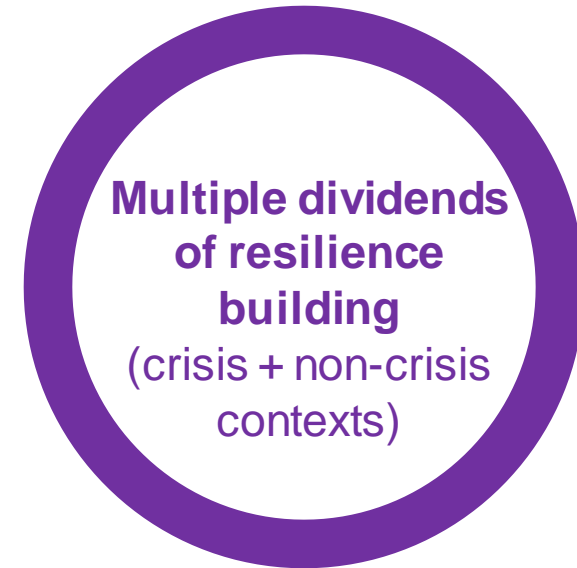 Multiple dividends
of resilience
building
(crisis + non-crisis
contexts)